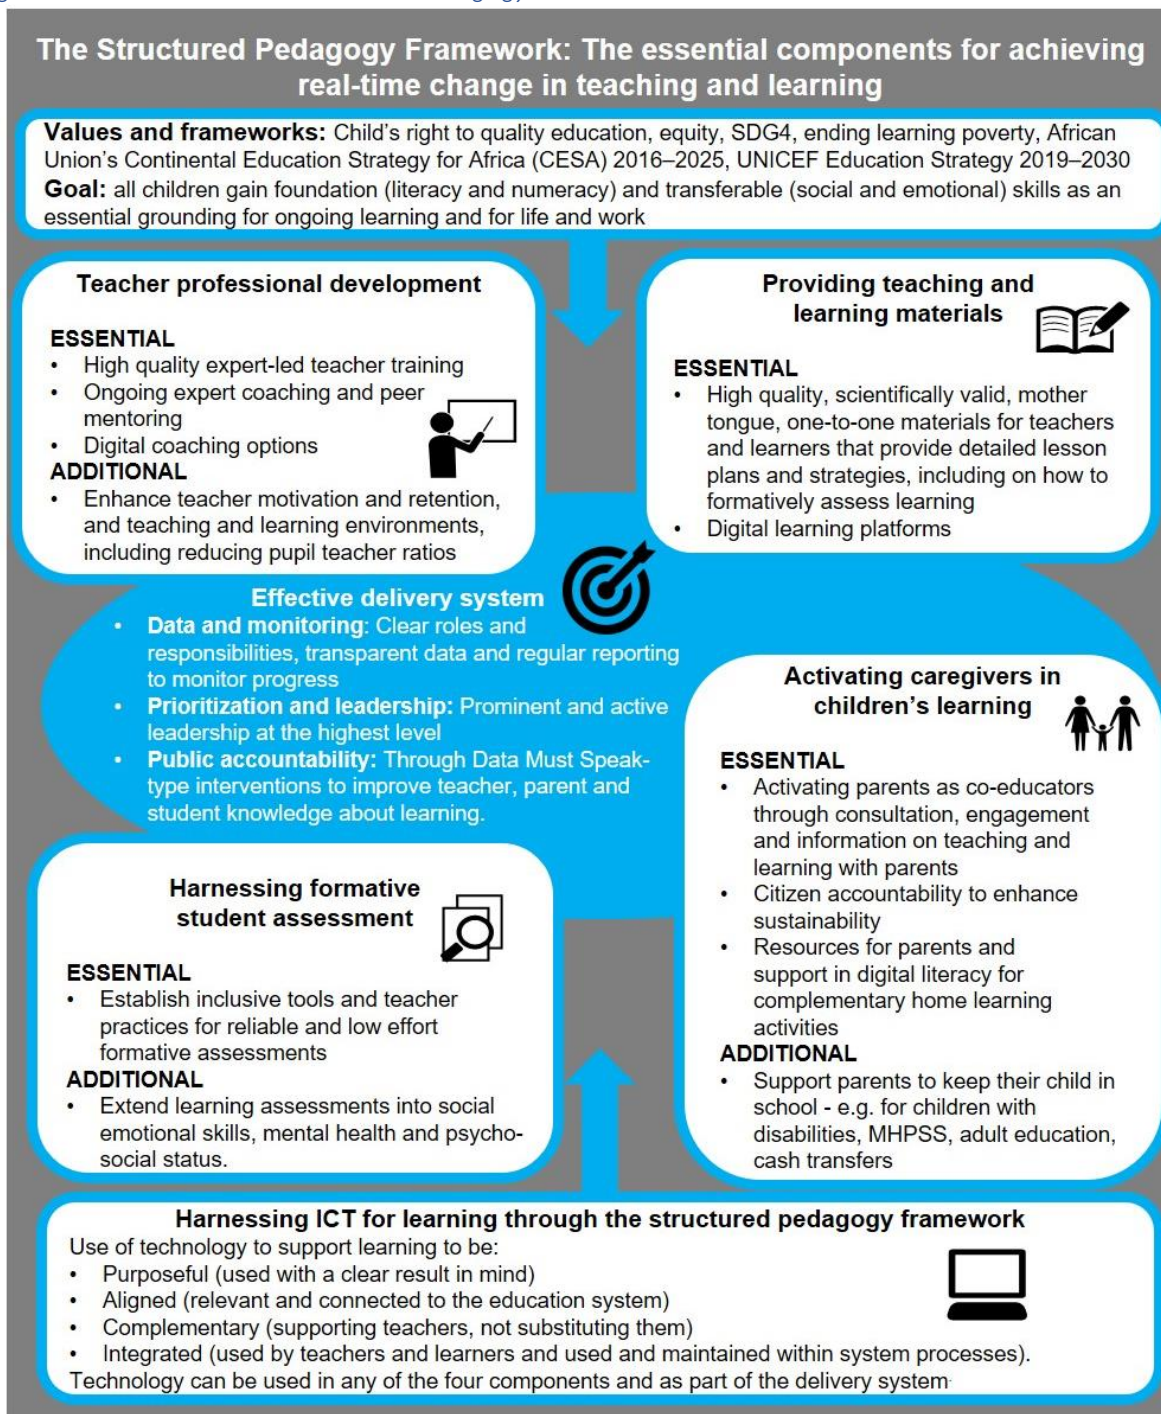 The Structured Pedagogy Framework: The essential components for achieving
real-time change in teaching and learning
Values and frameworks: Child's right to quality education, equity, SDG4, ending learning poverty, African
Union's Continental Education Strategy for Africa (CESA) 2016–2025, UNICEF Education Strategy 2019–2030
Goal: all children gain foundation (literacy and numeracy) and transferable (social and emotional) skills as an
essential grounding for ongoing learning and for life and work
Teacher professional development
ESSENTIAL
• High quality expert-led teacher training
• Ongoing expert coaching and peer
mentoring
• Digital coaching options
ADDITIONAL
• Enhance teacher motivation and retention,
and teaching and learning environments,
including reducing pupil teacher ratios
Providing teaching and
learning materials
ESSENTIAL
• High quality, scientifically valid, mother
tongue, one-to-one materials for teachers
and learners that provide detailed lesson
plans and strategies, including on how to
formatively assess learning
• Digital learning platforms
Effective delivery system
• Data and monitoring: Clear roles and
responsibilities, transparent data and regular reporting
to monitor progress
• Prioritization and leadership: Prominent and active
leadership at the highest level
• Public accountability: Through Data Must Speak-
type interventions to improve teacher, parent and
student knowledge about learning.
Activating caregivers in
children's learning
ESSENTIAL
• Activating parents as co-educators
through consultation, engagement
and information on teaching and
learning with parents
• Citizen accountability to enhance
sustainability
• Resources for parents and
support in digital literacy for
complementary home learning
activities
ADDITIONAL
• Support parents to keep their child in
school - e.g. for children with
disabilities, MHPSS, adult education,
cash transfers
Harnessing formative
student assessment
ESSENTIAL
• Establish inclusive tools and teacher
practices for reliable and low effort
formative assessments
ADDITIONAL
• Extend learning assessments into social
emotional skills, mental health and psycho-
social status.
Harnessing ICT for learning through the structured pedagogy framework
Use of technology to support learning to be:
• Purposeful (used with a clear result in mind)
• Aligned (relevant and connected to the education system)
• Complementary (supporting teachers, not substituting them)
• Integrated (used by teachers and learners and used and maintained within system processes).
Technology can be used in any of the four components and as part of the delivery system.